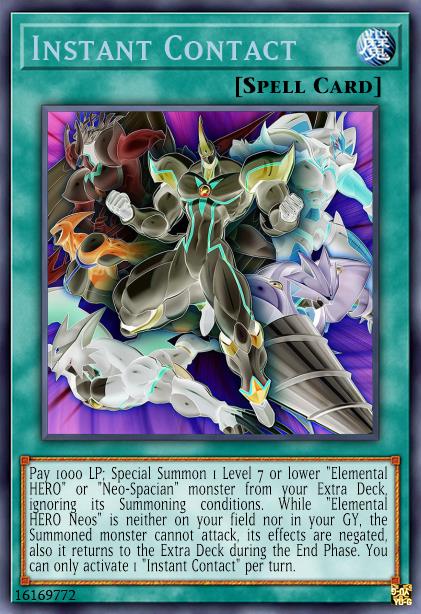 INSTANT CONTACT
魔
[SPELL CARD]
Pay 1000 LP; Special Summon 1 Level 7 or lower "Elemental
HERO" or "Neo-Spacian" monster from your Extra Deck,
ignoring its Summoning conditions. While "Elemental
HERO Neos" is neither on your field nor in your GY, the
Summoned monster cannot attack, its effects are negated,
also it returns to the Extra Deck during the End Phase. You
can only activate 1 "Instant Contact" per turn.
16169772